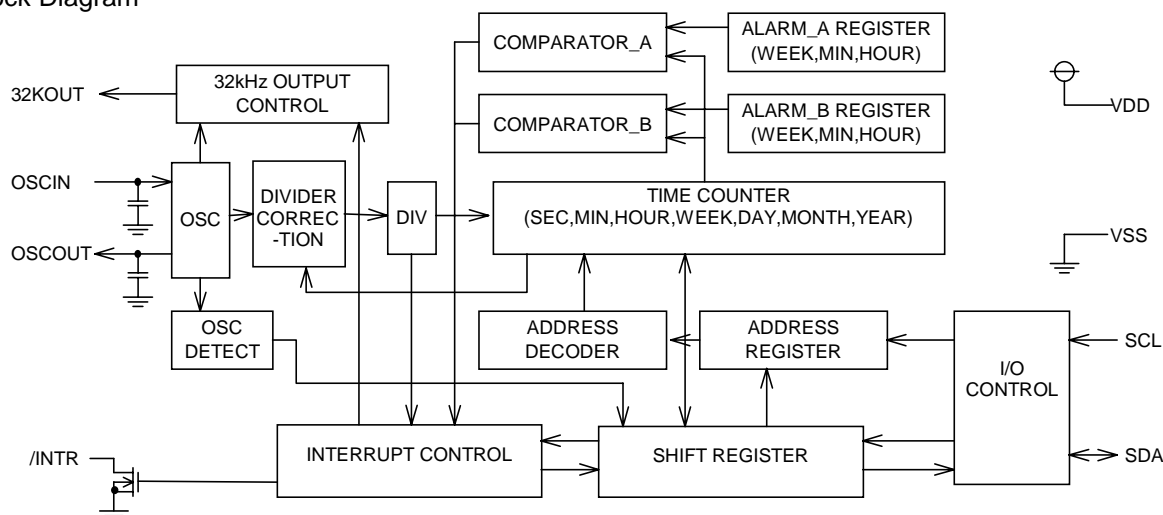 ck Diagram
COMPARATOR_A
ALARM_A REGISTER
(WEEK,MIN,HOUR)
32KOUT
32kHz OUTPUT
CONTROL
VDD
COMPARATOR_B
ALARM_B REGISTER
(WEEK,MIN,HOUR)
OSCIN
OSC
DIVIDER
CORREC
-TION
DIV
TIME COUNTER
(SEC,MIN,HOUR,WEEK,DAY,MONTH,YEAR)
OSCOUT
VSS
OSC
DETECT
ADDRESS
DECODER
ADDRESS
REGISTER
I/O
CONTROL
SCL
/INTR
INTERRUPT CONTROL
SHIFT REGISTER
SDA